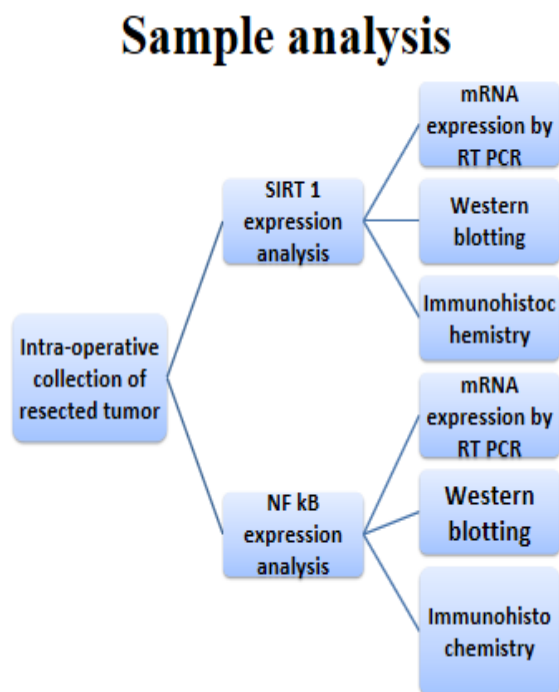 Sample analysis
Intra-operative
collection of
resected tumor
SIRT 1
expression
analysis
mRNA
expression by
RT PCR
Western
blotting
Immunohistoc
hemistry
NF kB
expression
analysis
mRNA
expression by
RT PCR
Western
blotting
Immunohisto
chemistry